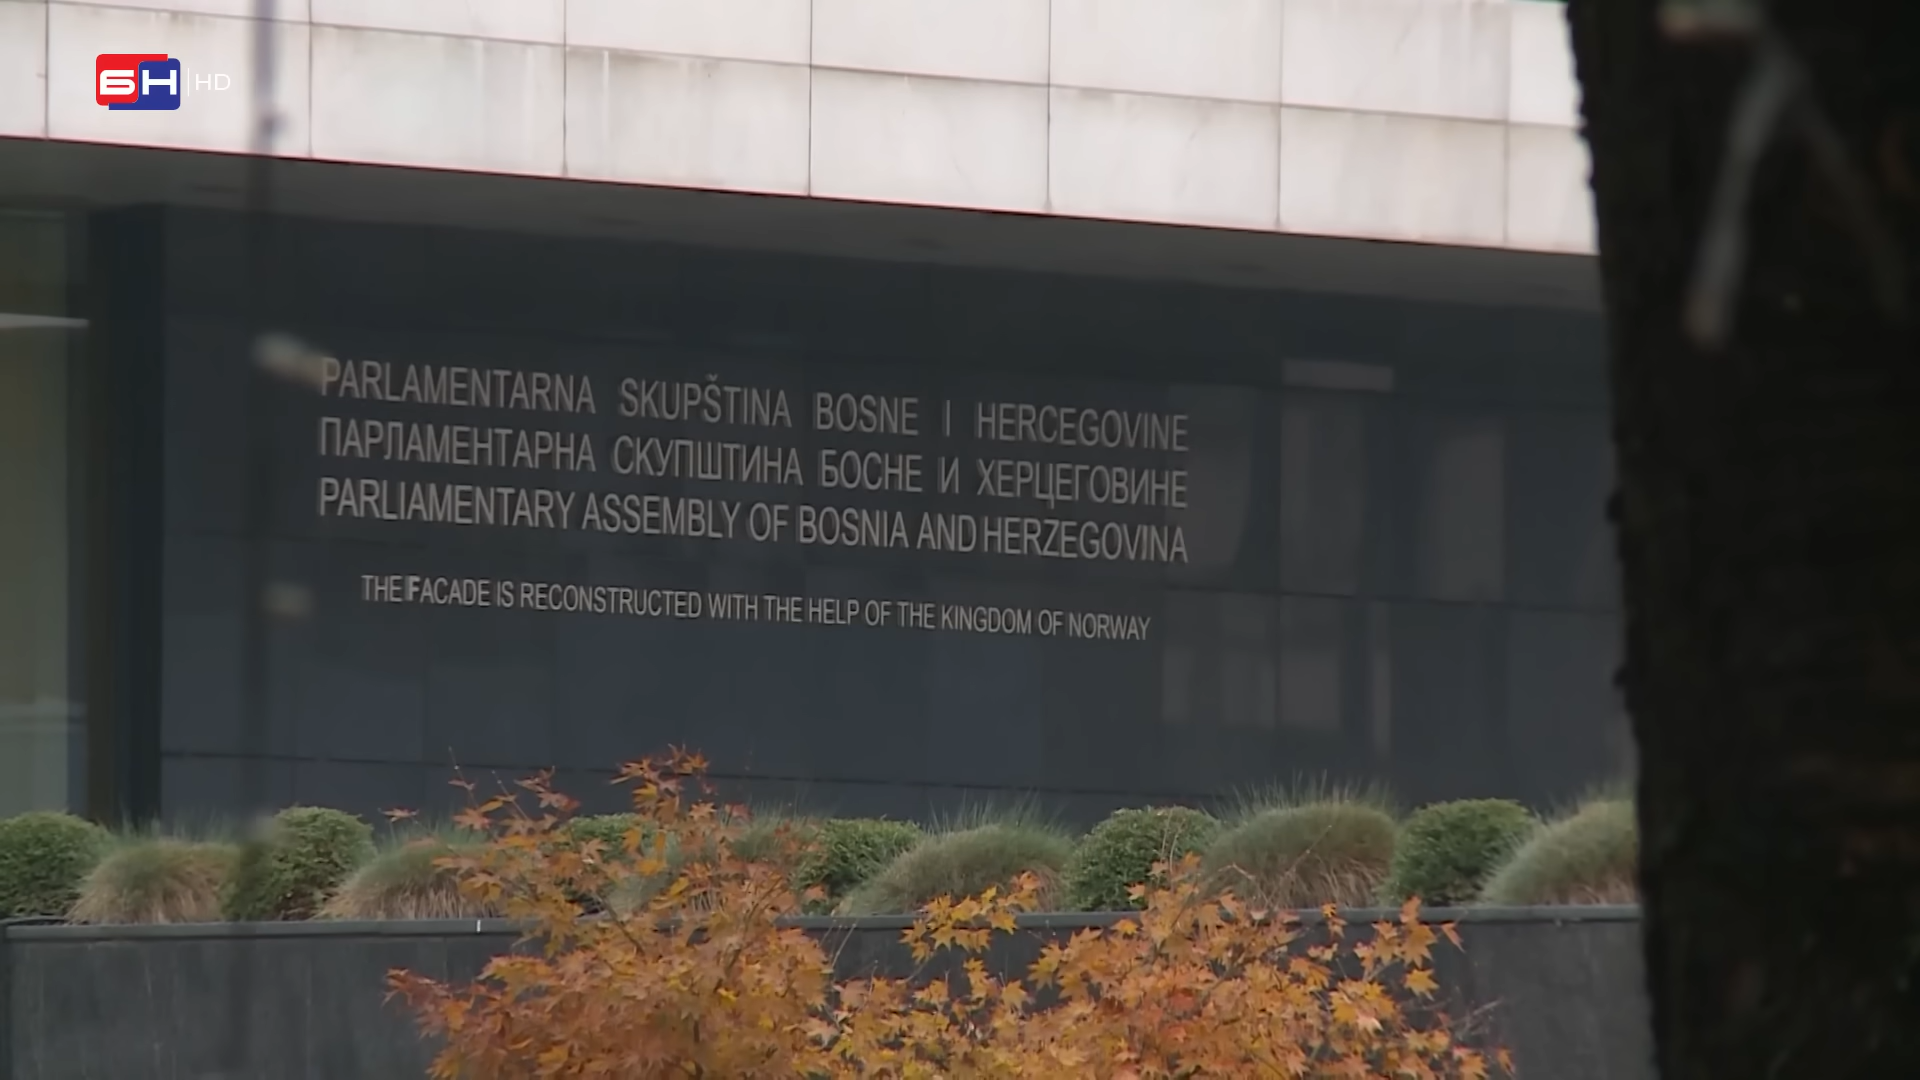 БН HD
PARLAMENTARNA SKUPŠTINA BOSNE I HERCEGOVINE
ПАРЛАМЕНТАРНА СКУПШТИНА БОСНЕ И ХЕРЦЕГОВИНЕ
PARLIAMENTARY ASSEMBLY OF BOSNIA AND HERZEGOVINA
THE FACADE IS RECONSTRUCTED WITH THE HELP OF THE KINGDOM OF NORWAY